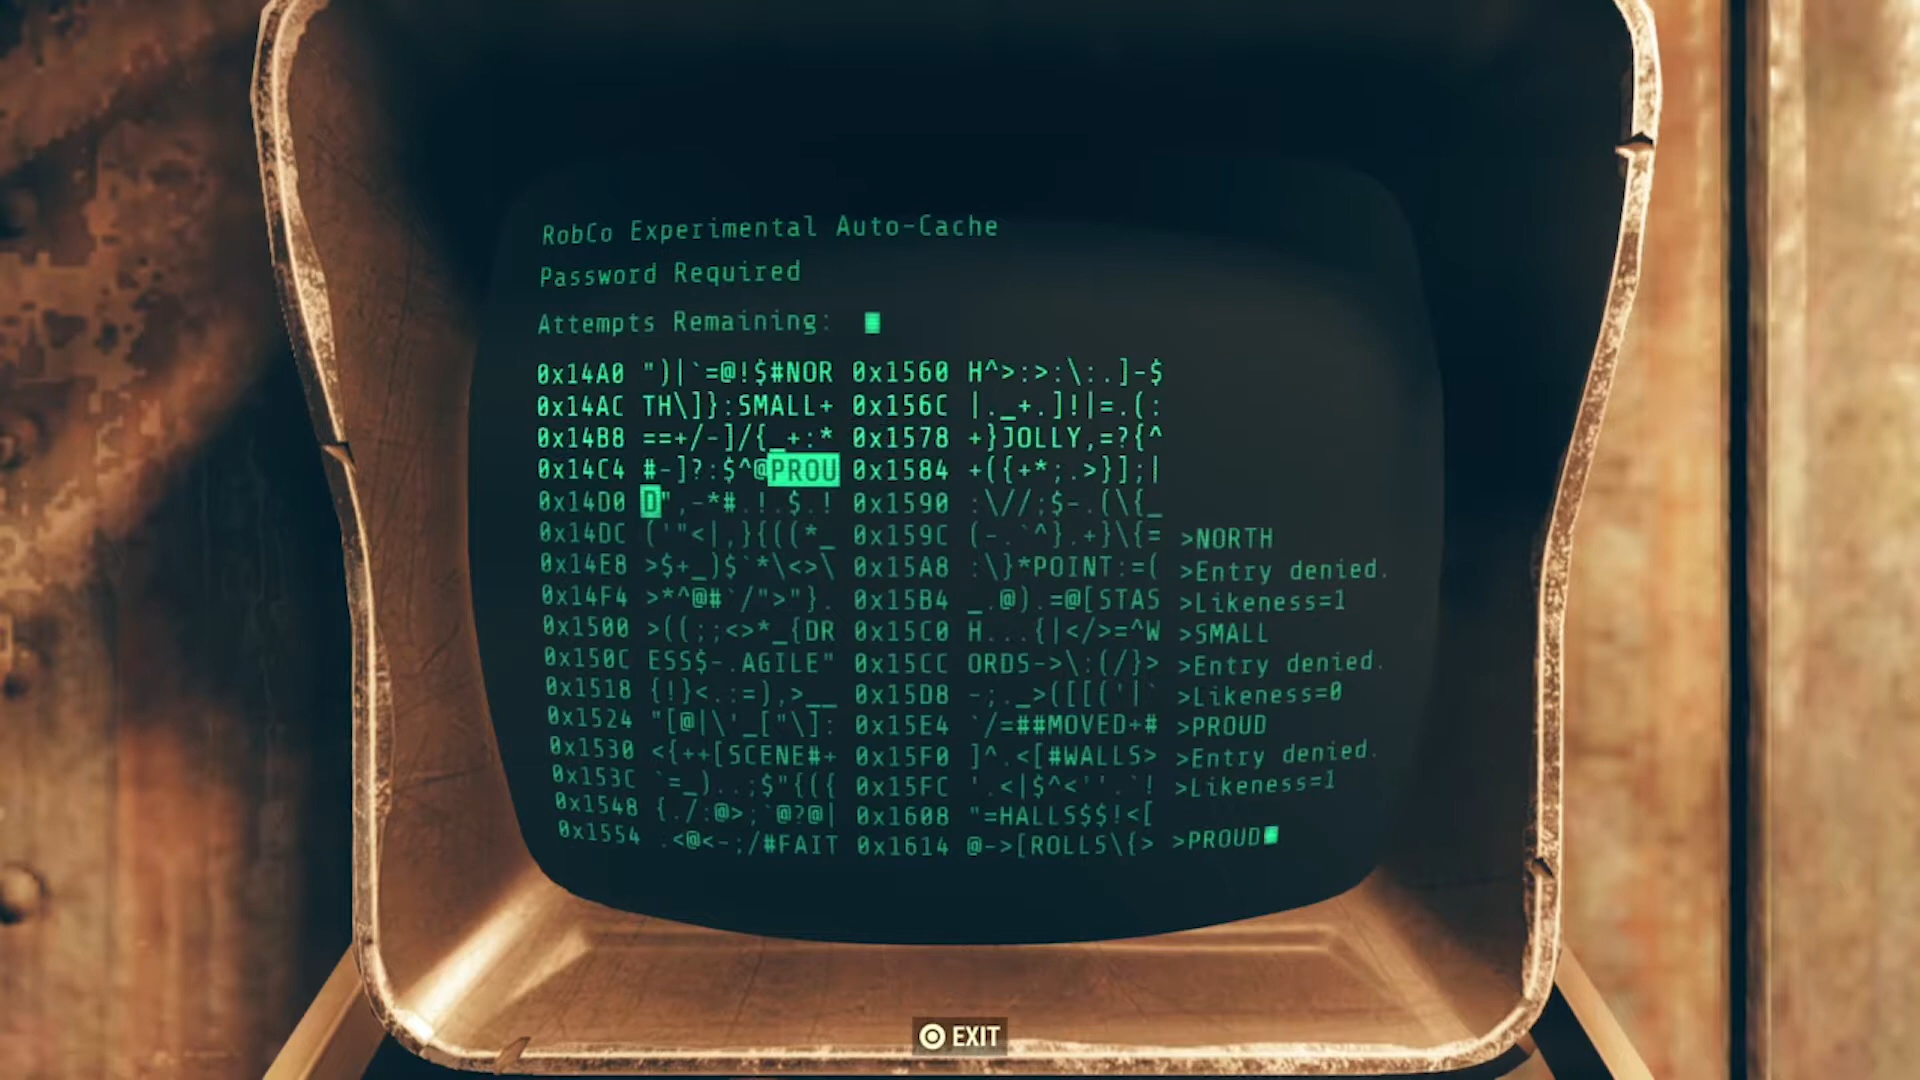 RobCo Experimental Auto-Cache
Password Required
Attempts Remaining: █
0x14A0 ")|`=@!$#NOR 0x1560 H^>:>:\:.]-$
0x14AC TH\]}:SMALL+ 0x156C |._+.]!|=.(:
0x14B8 ==+/-]/{_+:* 0x1578 +}JOLLY,=?{^
0x14C4 #-]?:$^@PROU 0x1584 +({+*;.>}];|
0x14D0 D",-*#.!.$.! 0x1590 :\//;$-.(\{_
0x14DC ('"<|,}{((*_ 0x159C (-.`^}.+}\{= >NORTH
0x14E8 >$+_)$`*\<>\ 0x15A8 :\}*POINT:=( >Entry denied.
0x14F4 >*^@#`/">"}. 0x15B4 _.@).=@[STAS >Likeness=1
0x1500 >((;;<>*_{DR 0x15C0 H...{|</>=^W >SMALL
0x150C ESS$-.AGILE" 0x15CC ORDS->\:(/}> >Entry denied.
0x1518 {!}<.:=),>__ 0x15D8 -;._>([[('|` >Likeness=0
0x1524 "[@|\'_["\]: 0x15E4 `/=##MOVED+# >PROUD
0x1530 <{++[SCENE#+ 0x15F0 ]^.<[#WALLS> >Entry denied.
0x153C `=_)..;$"{({ 0x15FC '.<|$^<''.`! >Likeness=1
0x1548 {./:@>;`@?@| 0x1608 "=HALLS$$!<[
0x1554 .<@<-;/#FAIT 0x1614 @->[ROLLS\{> >PROUD█
EXIT